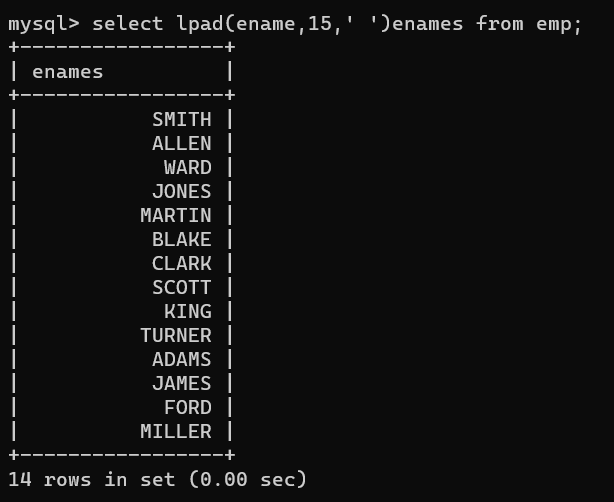 mysql> select lpad(ename,15,' ')enames from emp;
+-----------------+
| enames          |
+-----------------+
|           SMITH |
|           ALLEN |
|            WARD |
|           JONES |
|          MARTIN |
|           BLAKE |
|           CLARK |
|           SCOTT |
|            KING |
|          TURNER |
|           ADAMS |
|           JAMES |
|            FORD |
|          MILLER |
+-----------------+
14 rows in set (0.00 sec)